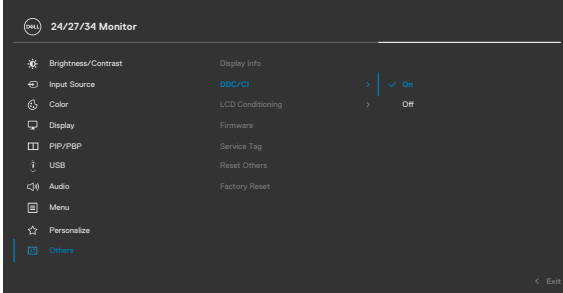 DELL 24/27/34 Monitor
Brightness/Contrast Display Info
Input Source DDC/CI > ✓ On
Color LCD Conditioning > Off
Display Firmware
PIP/PBP Service Tag
USB Reset Others
Audio Factory Reset
Menu
Personalize
Others
< Exit